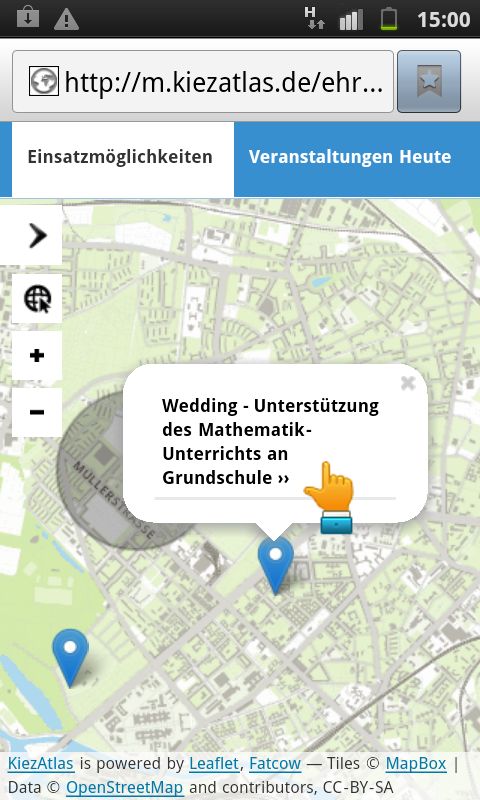 H
15:00
http://m.kiezatlas.de/ehr...
Einsatzmöglichkeiten
Veranstaltungen Heute
Wedding - Unterstützung
des Mathematik-
Unterrichts an
Grundschule ››
MÜLLERSTRASSE
KiezAtlas is powered by Leaflet, Fatcow — Tiles © MapBox |
Data © OpenStreetMap and contributors, CC-BY-SA